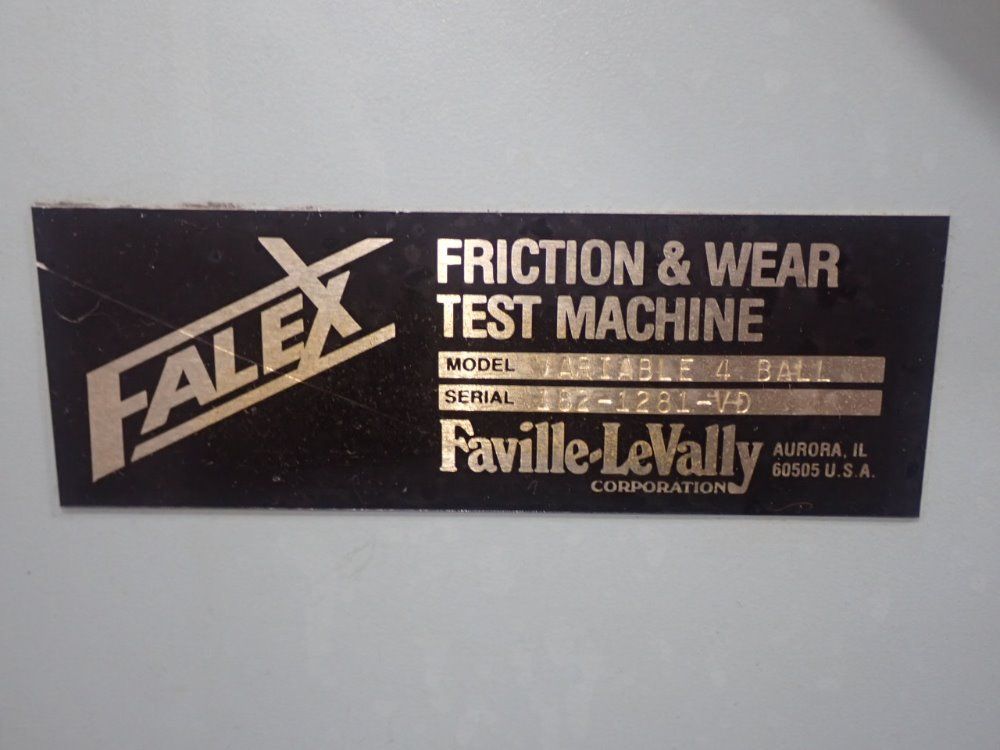 FALEX
FRICTION & WEAR
TEST MACHINE
MODEL VARIABLE 4 BALL
SERIAL 182-1281-VD
Faville-LeVally
CORPORATION
AURORA, IL
60505 U.S.A.